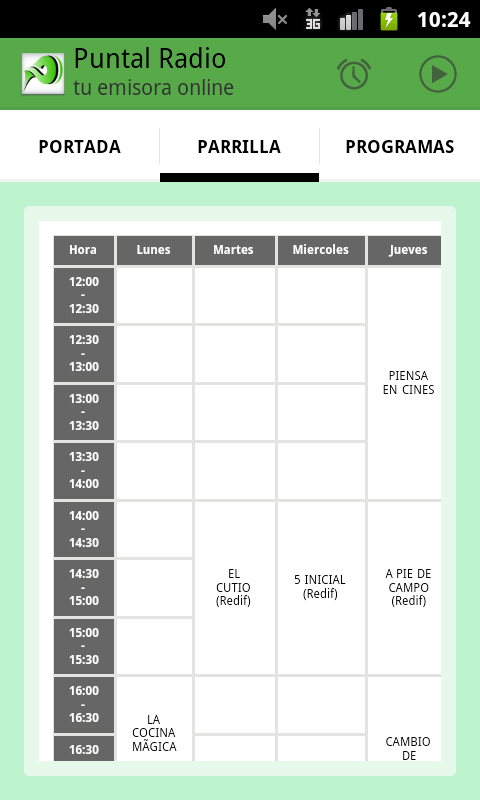 3G 10:24
Puntal Radio
tu emisora online
PORTADA PARRILLA PROGRAMAS
Hora Lunes Martes Miercoles Jueves
12:00
-
12:30
12:30
-
13:00
PIENSA
EN CINES
13:00
-
13:30
13:30
-
14:00
14:00
-
14:30
14:30
-
15:00
EL
CUTIO
(Redif)
5 INICIAL
(Redif)
A PIE DE
CAMPO
(Redif)
15:00
-
15:30
16:00
-
16:30
LA
COCINA
MÃGICA
16:30
CAMBIO
DE